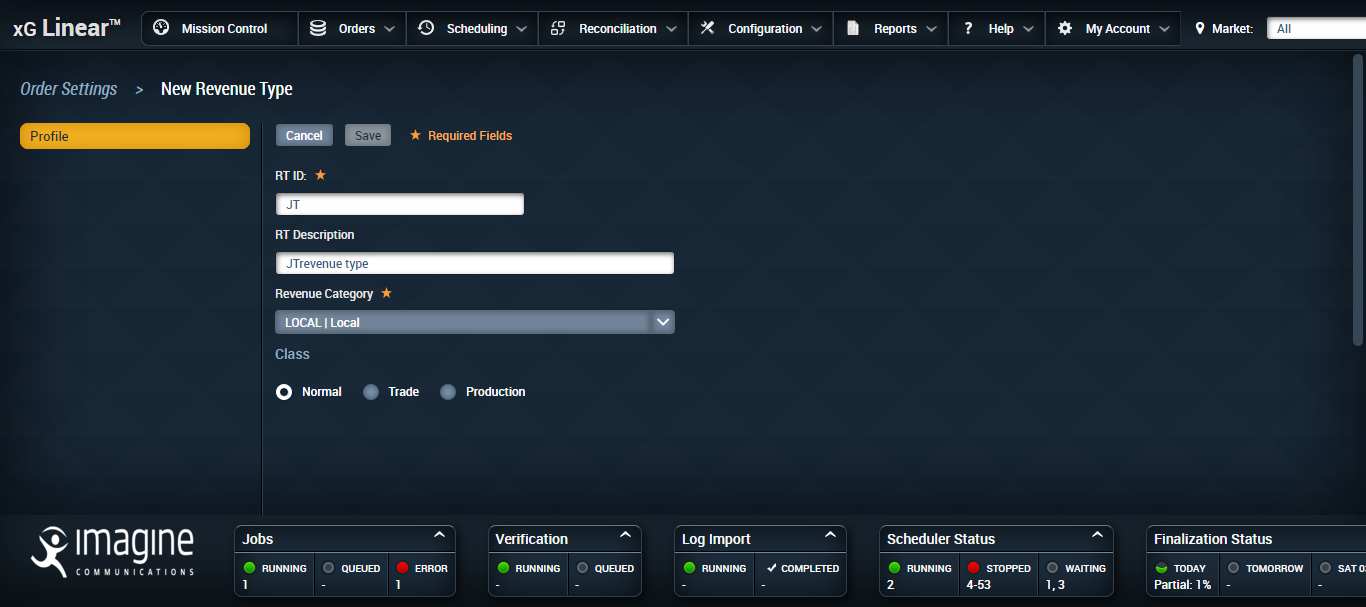 xG Linear™ Mission Control Orders Scheduling Reconciliation Configuration Reports ? Help My Account Market: All
Order Settings > New Revenue Type
Profile
Cancel Save ★ Required Fields
RT ID: ★
JT
RT Description
JTrevenue type
Revenue Category ★
LOCAL | Local
Class
Normal Trade Production
imagine
COMMUNICATIONS
Jobs
RUNNING QUEUED ERROR
1 - 1
Verification
RUNNING QUEUED
- -
Log Import
RUNNING COMPLETED
- -
Scheduler Status
RUNNING STOPPED WAITING
2 4-53 1, 3
Finalization Status
TODAY TOMORROW SAT
Partial: 1% - -